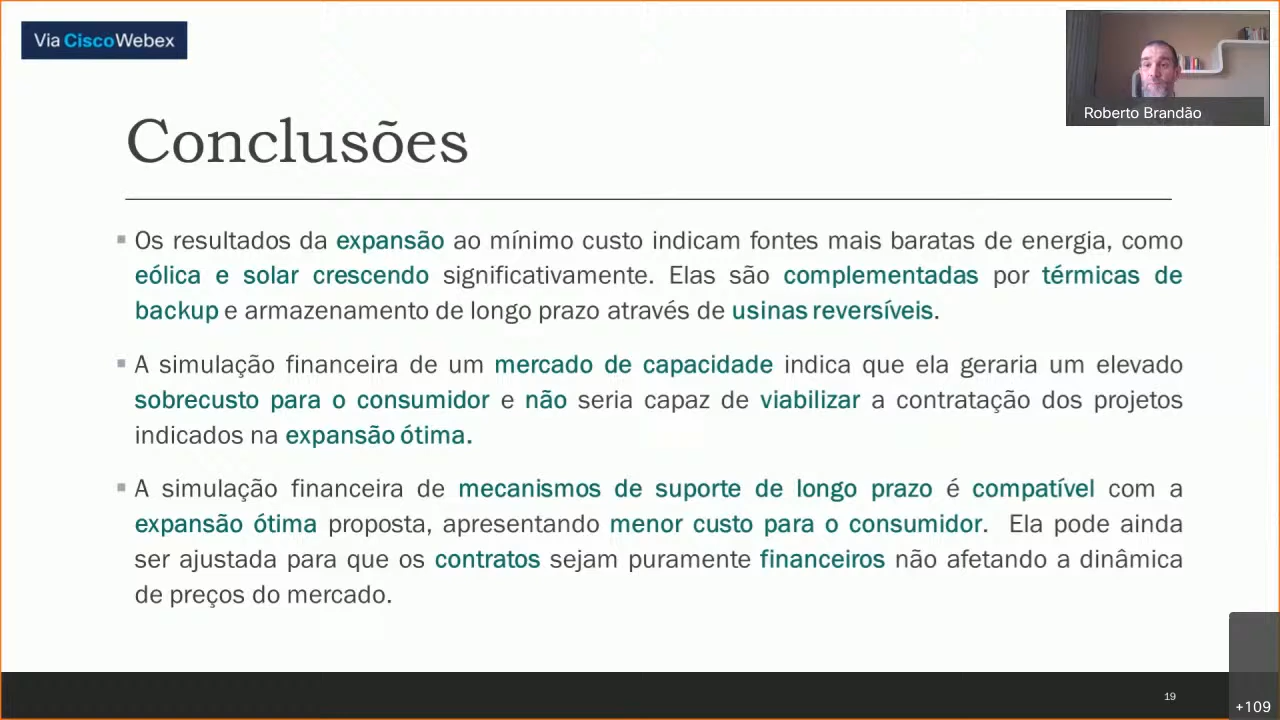 Via Cisco Webex
Roberto Brandão
Conclusões
▪ Os resultados da expansão ao mínimo custo indicam fontes mais baratas de energia, como
eólica e solar crescendo significativamente. Elas são complementadas por térmicas de
backup e armazenamento de longo prazo através de usinas reversíveis.
▪ A simulação financeira de um mercado de capacidade indica que ela geraria um elevado
sobrecusto para o consumidor e não seria capaz de viabilizar a contratação dos projetos
indicados na expansão ótima.
▪ A simulação financeira de mecanismos de suporte de longo prazo é compatível com a
expansão ótima proposta, apresentando menor custo para o consumidor. Ela pode ainda
ser ajustada para que os contratos sejam puramente financeiros não afetando a dinâmica
de preços do mercado.
19
+109